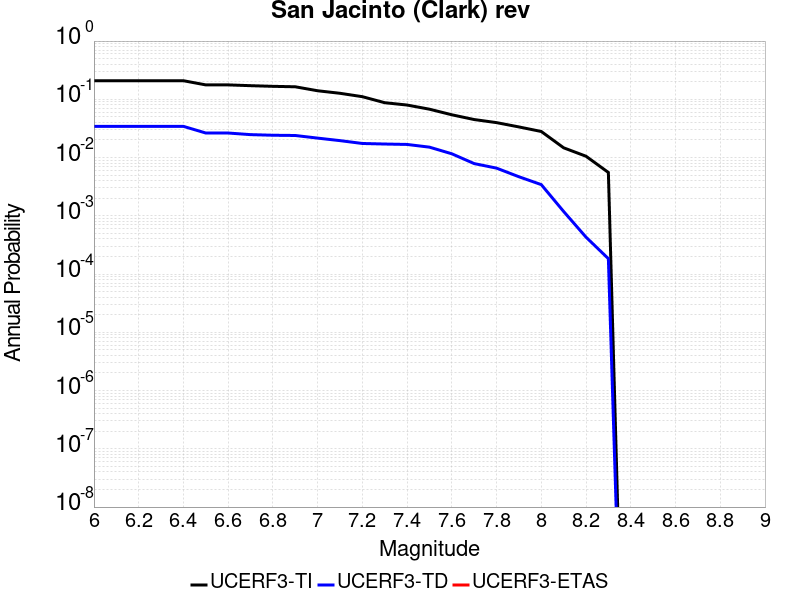 San Jacinto (Clark) rev
10^0
10^-1
10^-2
10^-3
10^-4
10^-5
10^-6
10^-7
10^-8
Annual Probability
6 6.2 6.4 6.6 6.8 7 7.2 7.4 7.6 7.8 8 8.2 8.4 8.6 8.8 9
Magnitude
UCERF3-TI UCERF3-TD UCERF3-ETAS